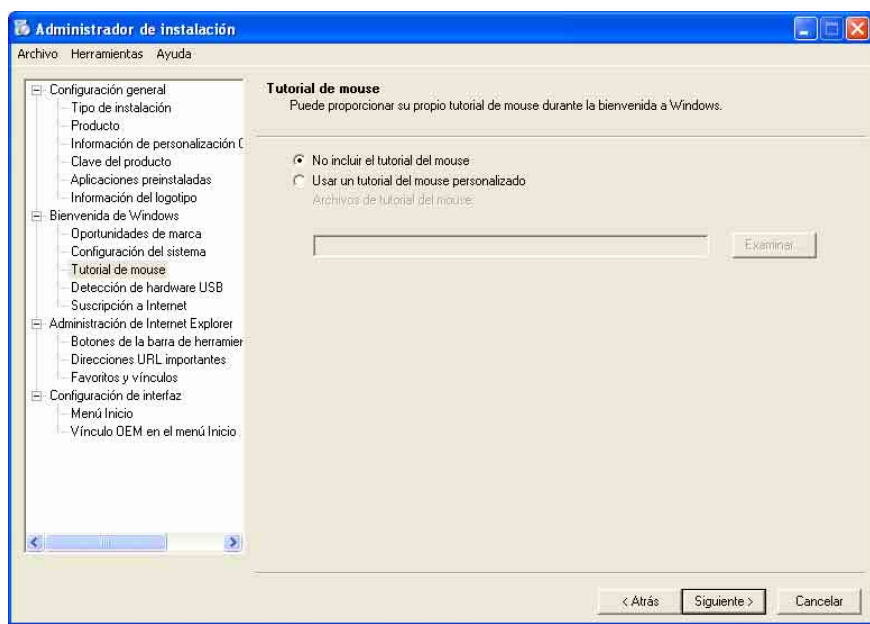 Administrador de instalación
Archivo Herramientas Ayuda
Configuración general
Tipo de instalación
Producto
Información de personalización
Clave del producto
Aplicaciones preinstaladas
Información del logotipo
Bienvenida de Windows
Oportunidades de marca
Configuración del sistema
Tutorial de mouse
Detección de hardware USB
Suscripción a Internet
Administración de Internet Explorer
Botones de la barra de herramier
Direcciones URL importantes
Favoritos y vínculos
Configuración de interfaz
Menú Inicio
Vínculo OEM en el menú Inicio
Tutorial de mouse
Puede proporcionar su propio tutorial de mouse durante la bienvenida a Windows.
No incluir el tutorial del mouse
Usar un tutorial del mouse personalizado
Archivos de tutorial del mouse:
Examinar...
< Atrás Siguiente > Cancelar